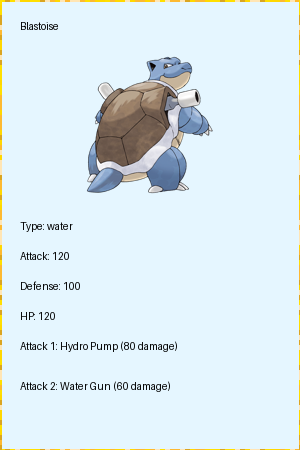 Blastoise
Type: water
Attack: 120
Defense: 100
HP: 120
Attack 1: Hydro Pump (80 damage)
Attack 2: Water Gun (60 damage)